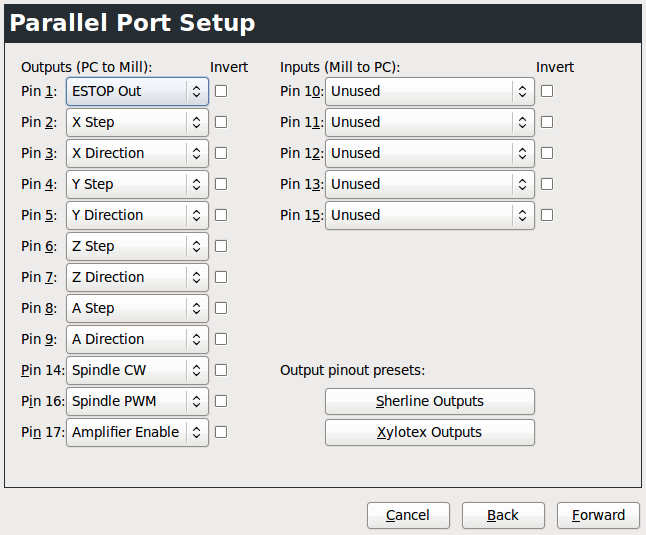 Parallel Port Setup
Outputs (PC to Mill): Invert Inputs (Mill to PC): Invert
Pin 1: ESTOP Out Pin 10: Unused
Pin 2: X Step Pin 11: Unused
Pin 3: X Direction Pin 12: Unused
Pin 4: Y Step Pin 13: Unused
Pin 5: Y Direction Pin 15: Unused
Pin 6: Z Step
Pin 7: Z Direction
Pin 8: A Step
Pin 9: A Direction
Pin 14: Spindle CW Output pinout presets:
Pin 16: Spindle PWM Sherline Outputs
Pin 17: Amplifier Enable Xylotex Outputs
Cancel Back Forward